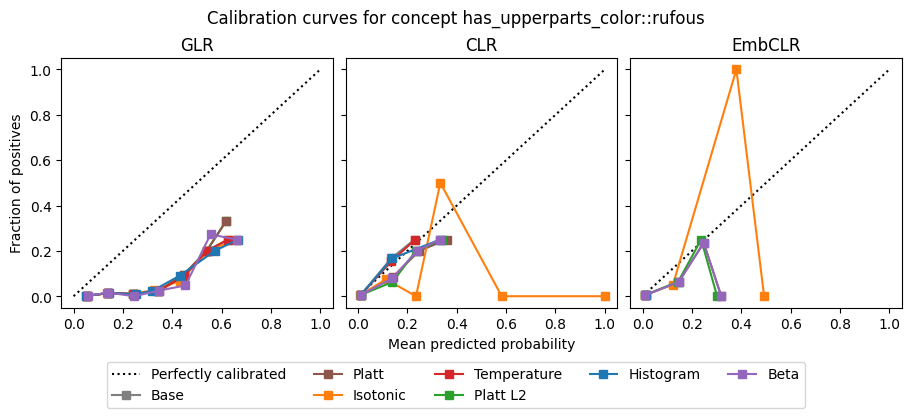 Calibration curves for concept has_upperparts_color::rufous
GLR
CLR
EmbCLR
Fraction of positives
1.0
0.8
0.6
0.4
0.2
0.0
0.0 0.2 0.4 0.6 0.8 1.0
0.0 0.2 0.4 0.6 0.8 1.0
0.0 0.2 0.4 0.6 0.8 1.0
Mean predicted probability
Perfectly calibrated
Base
Platt
Isotonic
Temperature
Platt L2
Histogram
Beta